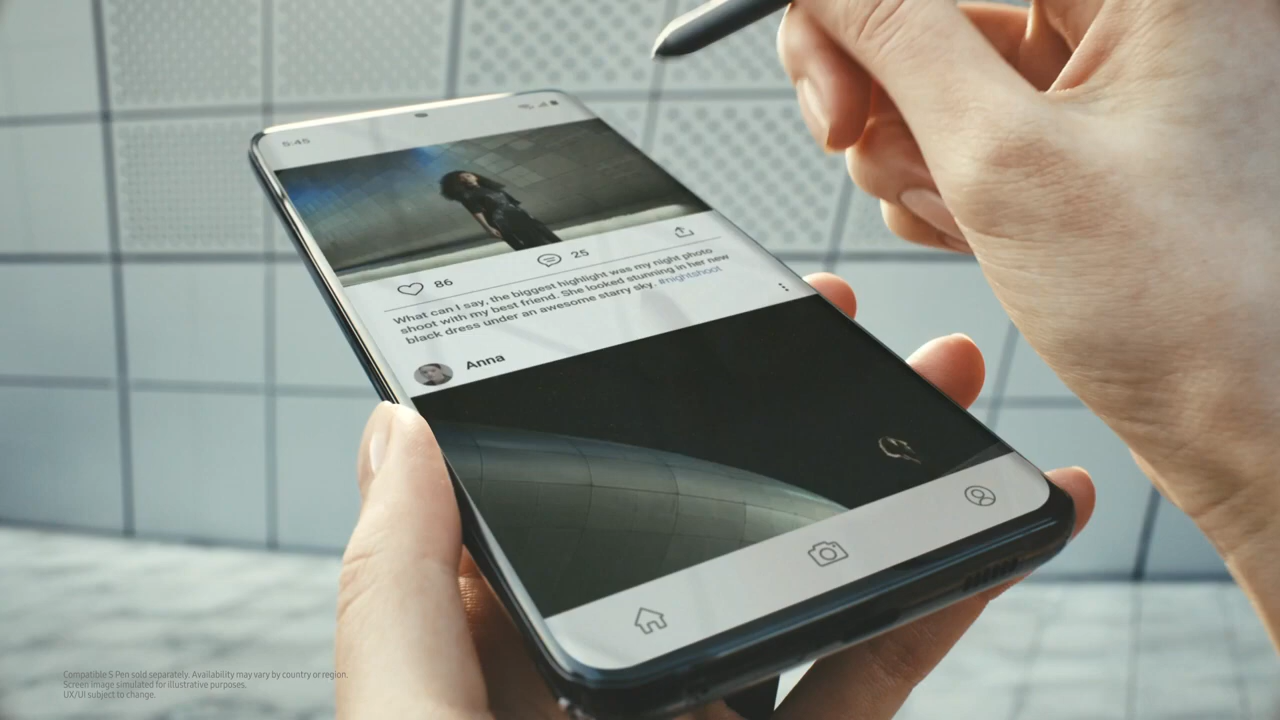 5:45
86 25
What can I say, the biggest highlight was my night photo
shoot with my best friend. She looked stunning in her new
black dress under an awesome starry sky. #nightshoot
Anna
Compatible S Pen sold separately. Availability may vary by country or region.
Screen image simulated for illustrative purposes.
UX/UI subject to change.